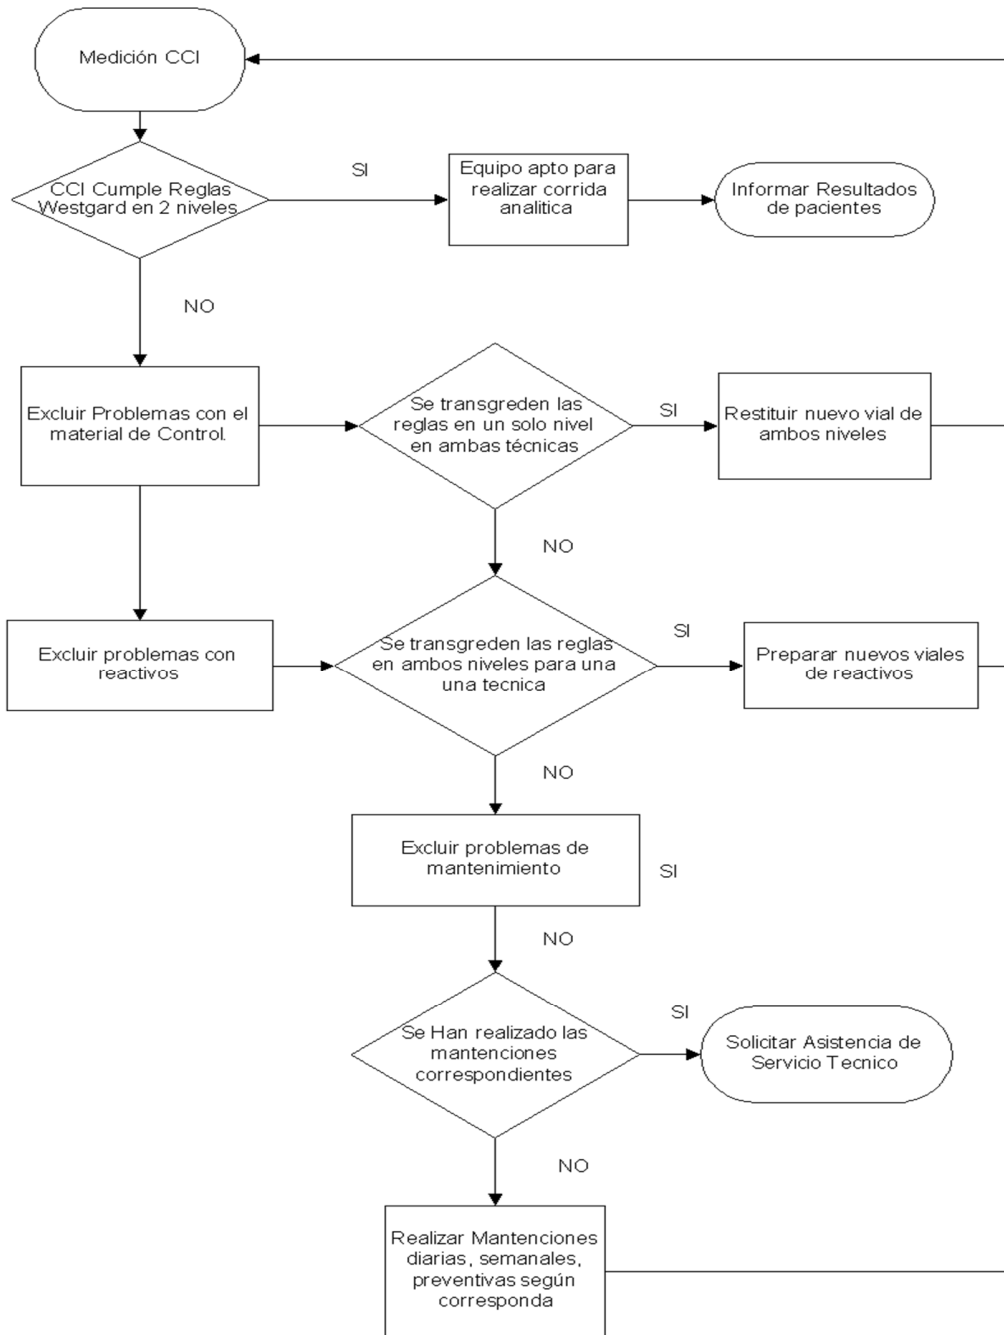 Medición CCI
CCI Cumple Reglas
Westgard en 2 niveles
SI
Equipo apto para
realizar corrida
analitica
Informar Resultados
de pacientes
NO
Excluir Problemas con el
material de Control.
Se transgreden las
reglas en un solo nivel
en ambas técnicas
SI
Restituir nuevo vial de
ambos niveles
NO
Excluir problemas con
reactivos
Se transgreden las reglas
en ambos niveles para una
una tecnica
SI
Preparar nuevos viales
de reactivos
NO
Excluir problemas de
mantenimiento
SI
NO
Se Han realizado las
mantenciones
correspondientes
SI
Solicitar Asistencia de
Servicio Tecnico
NO
Realizar Mantenciones
diarias, semanales,
preventivas según
corresponda